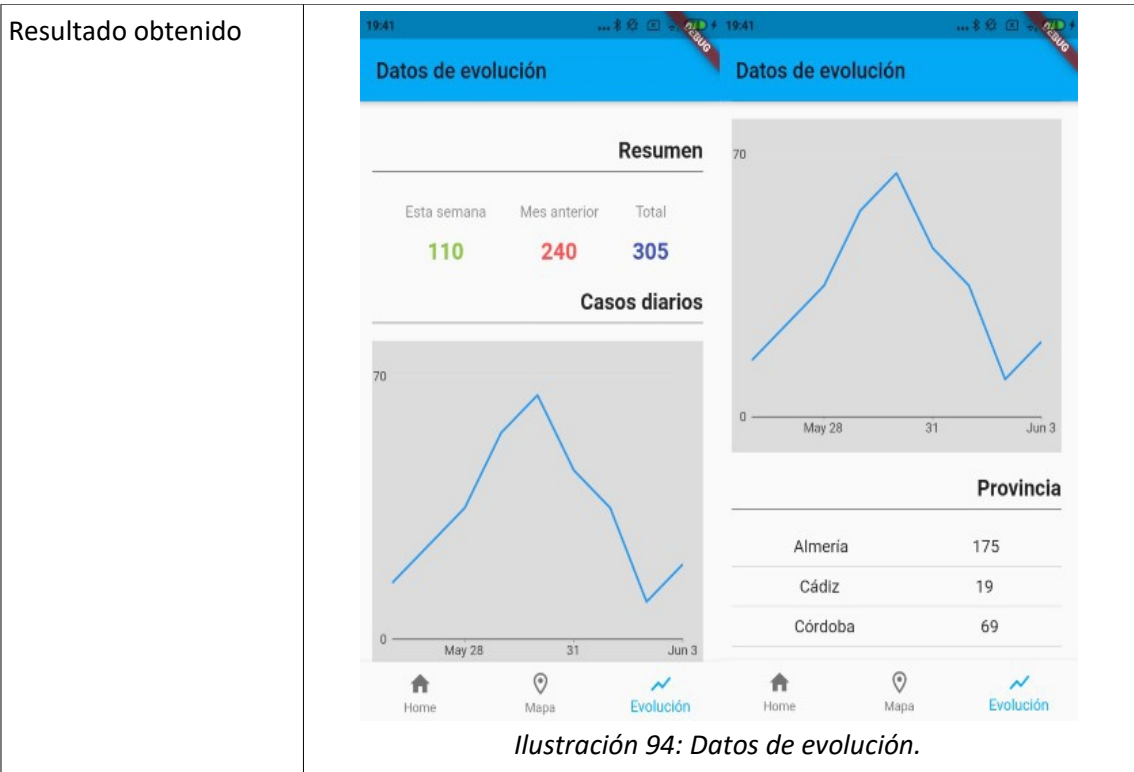 Resultado obtenido
19:41
DEBUG
Datos de evolución
Resumen
Esta semana Mes anterior Total
110 240 305
Casos diarios
70
0
May 28 31 Jun 3
Home Mapa Evolución
19:41
DEBUG
Datos de evolución
70
0
May 28 31 Jun 3
Provincia
Almería 175
Cádiz 19
Córdoba 69
Home Mapa Evolución
Ilustración 94: Datos de evolución.